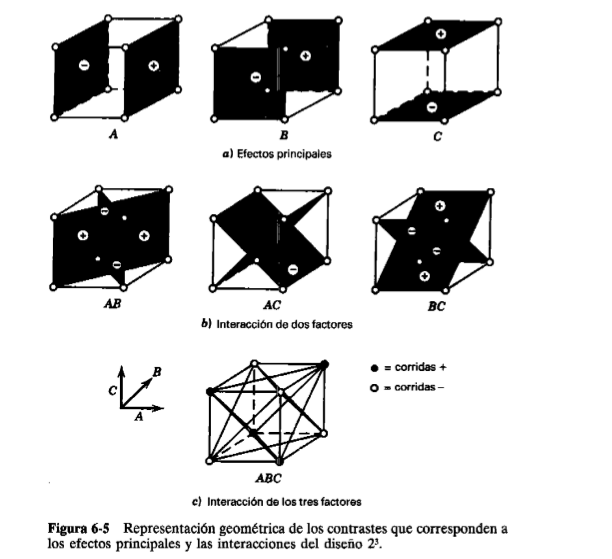 − + − + + −
A B C
a) Efectos principales
− + + − − + − − +
AB AC BC
b) Interacción de dos factores
C B A
● = corridas +
○ = corridas −
ABC
c) Interacción de los tres factores
Figura 6-5 Representación geométrica de los contrastes que corresponden a
los efectos principales y las interacciones del diseño 2³.